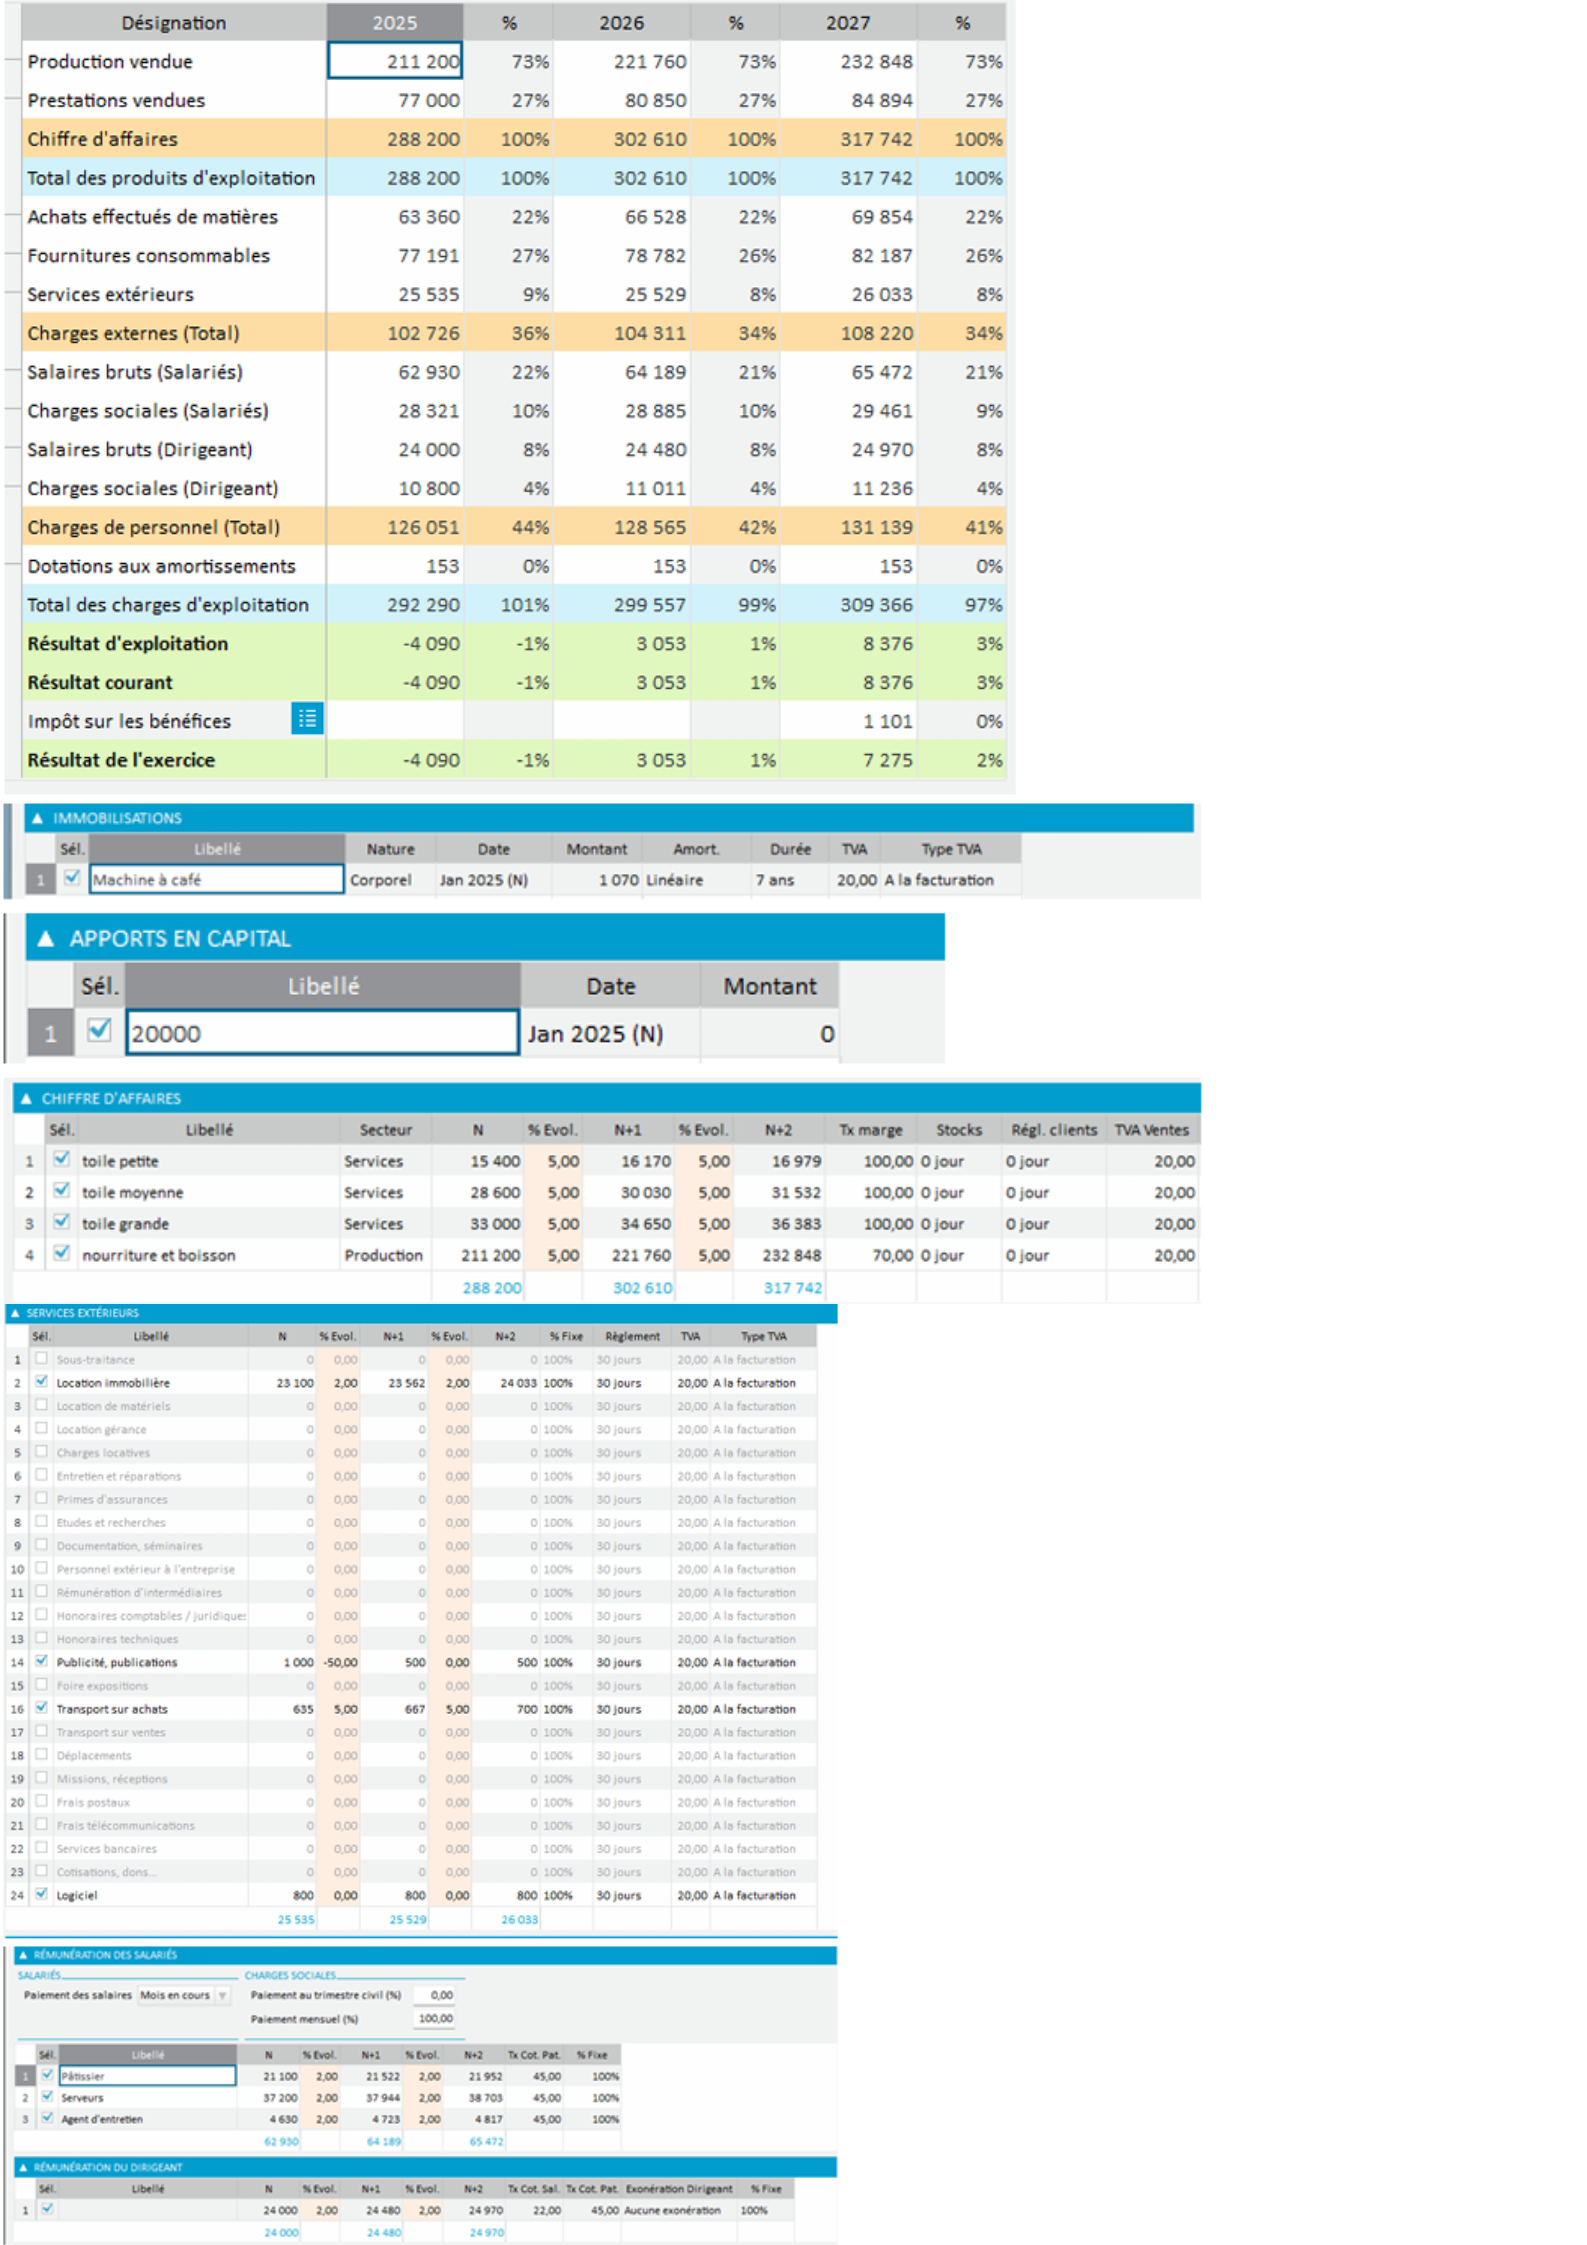 Désignation 2025 % 2026 % 2027 %
Production vendue 211 200 73% 221 760 73% 232 848 73%
Prestations vendues 77 000 27% 80 850 27% 84 894 27%
Chiffre d'affaires 288 200 100% 302 610 100% 317 742 100%
Total des produits d'exploitation 288 200 100% 302 610 100% 317 742 100%
Achats effectués de matières 63 360 22% 66 528 22% 69 854 22%
Fournitures consommables 77 191 27% 78 782 26% 82 187 26%
Services extérieurs 25 535 9% 25 529 8% 26 033 8%
Charges externes (Total) 102 726 36% 104 311 34% 108 220 34%
Salaires bruts (Salariés) 62 930 22% 64 189 21% 65 472 21%
Charges sociales (Salariés) 28 321 10% 28 885 10% 29 461 9%
Salaires bruts (Dirigeant) 24 000 8% 24 480 8% 24 970 8%
Charges sociales (Dirigeant) 10 800 4% 11 011 4% 11 236 4%
Charges de personnel (Total) 126 051 44% 128 565 42% 131 139 41%
Dotations aux amortissements 153 0% 153 0% 153 0%
Total des charges d'exploitation 292 290 101% 299 557 99% 309 366 97%
Résultat d'exploitation -4 090 -1% 3 053 1% 8 376 3%
Résultat courant -4 090 -1% 3 053 1% 8 376 3%
Impôt sur les bénéfices 1 101 0%
Résultat de l'exercice -4 090 -1% 3 053 1% 7 275 2%
IMMOBILISATIONS
Sél. Libellé Nature Date Montant Amort. Durée TVA Type TVA
1 Machine à café Corporel Jan 2025 (N) 1 070 Linéaire 7 ans 20,00 A la facturation
APPORTS EN CAPITAL
Sél. Libellé Date Montant
1 20000 Jan 2025 (N) 0
CHIFFRE D'AFFAIRES
Sél. Libellé Secteur N % Evol. N+1 % Evol. N+2 Tx marge Stocks Régl. clients TVA Ventes
1 toile petite Services 15 400 5,00 16 170 5,00 16 979 100,00 0 jour 0 jour 20,00
2 toile moyenne Services 28 600 5,00 30 030 5,00 31 532 100,00 0 jour 0 jour 20,00
3 toile grande Services 33 000 5,00 34 650 5,00 36 383 100,00 0 jour 0 jour 20,00
4 nourriture et boisson Production 211 200 5,00 221 760 5,00 232 848 70,00 0 jour 0 jour 20,00
288 200 302 610 317 742
SERVICES EXTÉRIEURS
Sél. Libellé N % Evol. N+1 % Evol. N+2 % Fixe Règlement TVA Type TVA
1 Sous-traitance 0 0,00 0 0,00 0 100% 30 jours 20,00 A la facturation
2 Location immobilière 23 100 2,00 23 562 2,00 24 033 100% 30 jours 20,00 A la facturation
3 Location de matériels 0 0,00 0 0,00 0 100% 30 jours 20,00 A la facturation
4 Location gérance 0 0,00 0 0,00 0 100% 30 jours 20,00 A la facturation
5 Charges locatives 0 0,00 0 0,00 0 100% 30 jours 20,00 A la facturation
6 Entretien et réparations 0 0,00 0 0,00 0 100% 30 jours 20,00 A la facturation
7 Primes d'assurances 0 0,00 0 0,00 0 100% 30 jours 20,00 A la facturation
8 Etudes et recherches 0 0,00 0 0,00 0 100% 30 jours 20,00 A la facturation
9 Documentation, séminaires 0 0,00 0 0,00 0 100% 30 jours 20,00 A la facturation
10 Personnel extérieur à l'entreprise 0 0,00 0 0,00 0 100% 30 jours 20,00 A la facturation
11 Rémunération d'intermédiaires 0 0,00 0 0,00 0 100% 30 jours 20,00 A la facturation
12 Honoraires comptables / juridique: 0 0,00 0 0,00 0 100% 30 jours 20,00 A la facturation
13 Honoraires techniques 0 0,00 0 0,00 0 100% 30 jours 20,00 A la facturation
14 Publicité, publications 1 000 -50,00 500 0,00 500 100% 30 jours 20,00 A la facturation
15 Foire expositions 0 0,00 0 0,00 0 100% 30 jours 20,00 A la facturation
16 Transport sur achats 635 5,00 667 5,00 700 100% 30 jours 20,00 A la facturation
17 Transport sur ventes 0 0,00 0 0,00 0 100% 30 jours 20,00 A la facturation
18 Déplacements 0 0,00 0 0,00 0 100% 30 jours 20,00 A la facturation
19 Missions, réceptions 0 0,00 0 0,00 0 100% 30 jours 20,00 A la facturation
20 Frais postaux 0 0,00 0 0,00 0 100% 30 jours 20,00 A la facturation
21 Frais télécommunications 0 0,00 0 0,00 0 100% 30 jours 20,00 A la facturation
22 Services bancaires 0 0,00 0 0,00 0 100% 30 jours 20,00 A la facturation
23 Cotisations, dons... 0 0,00 0 0,00 0 100% 30 jours 20,00 A la facturation
24 Logiciel 800 0,00 800 0,00 800 100% 30 jours 20,00 A la facturation
25 535 25 529 26 033
RÉMUNÉRATION DES SALARIÉS
SALARIÉS CHARGES SOCIALES
Paiement des salaires Mois en cours Paiement au trimestre civil (%) 0,00
Paiement mensuel (%) 100,00
Sél. Libellé N % Evol. N+1 % Evol. N+2 Tx Cot. Pat. % Fixe
1 Pâtissier 21 100 2,00 21 522 2,00 21 952 45,00 100%
2 Serveurs 37 200 2,00 37 944 2,00 38 703 45,00 100%
3 Agent d'entretien 4 630 2,00 4 723 2,00 4 817 45,00 100%
62 930 64 189 65 472
RÉMUNÉRATION DU DIRIGEANT
Sél. Libellé N % Evol. N+1 % Evol. N+2 Tx Cot. Sal. Tx Cot. Pat. Exonération Dirigeant % Fixe
1 24 000 2,00 24 480 2,00 24 970 22,00 45,00 Aucune exonération 100%
24 000 24 480 24 970